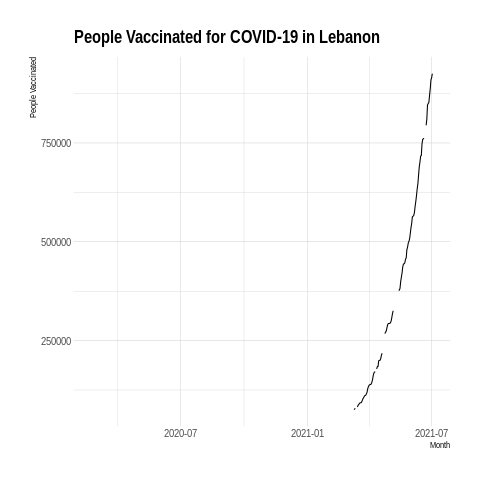 People Vaccinated for COVID-19 in Lebanon
People Vaccinated
750000
500000
250000
2020-07
2021-01
2021-07
Month